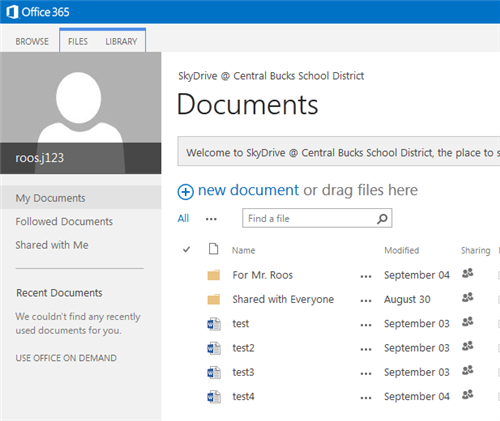 Office 365
BROWSE FILES LIBRARY
roos.j123
My Documents
Followed Documents
Shared with Me
Recent Documents
We couldn't find any recently
used documents for you.
USE OFFICE ON DEMAND
SkyDrive @ Central Bucks School District
Documents
Welcome to SkyDrive @ Central Bucks School District, the place to s
new document or drag files here
All ••• Find a file
Name Modified Sharing
For Mr. Roos ••• September 04
Shared with Everyone ••• August 30
test ••• September 03
test2 ••• September 03
test3 ••• September 03
test4 ••• September 03